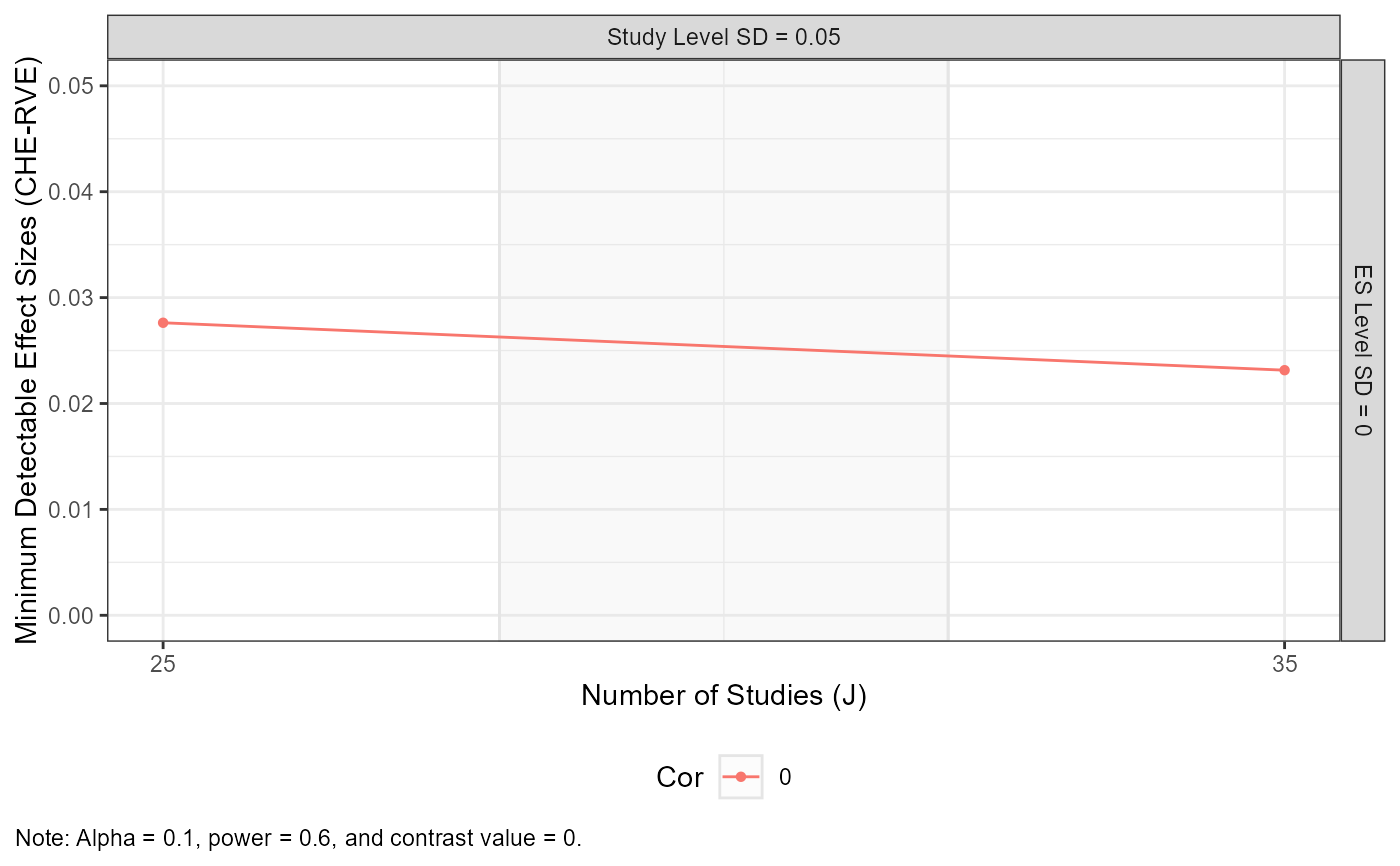 Study Level SD = 0.05
Minimum Detectable Effect Sizes (CHE-RVE)
0.05
0.04
0.03
0.02
0.01
0.00
ES Level SD = 0
25
35
Number of Studies (J)
Cor
0
Note: Alpha = 0.1, power = 0.6, and contrast value = 0.